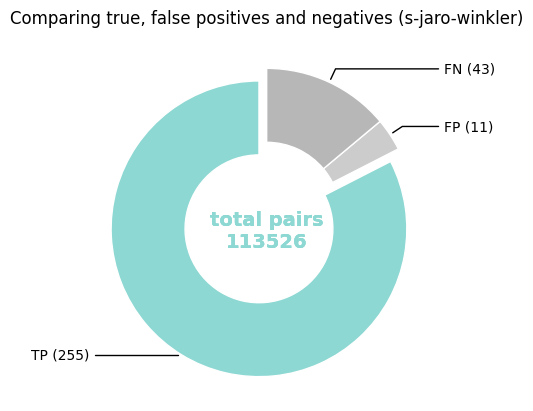 Comparing true, false positives and negatives (s-jaro-winkler)
FN (43)
FP (11)
total pairs
113526
TP (255)